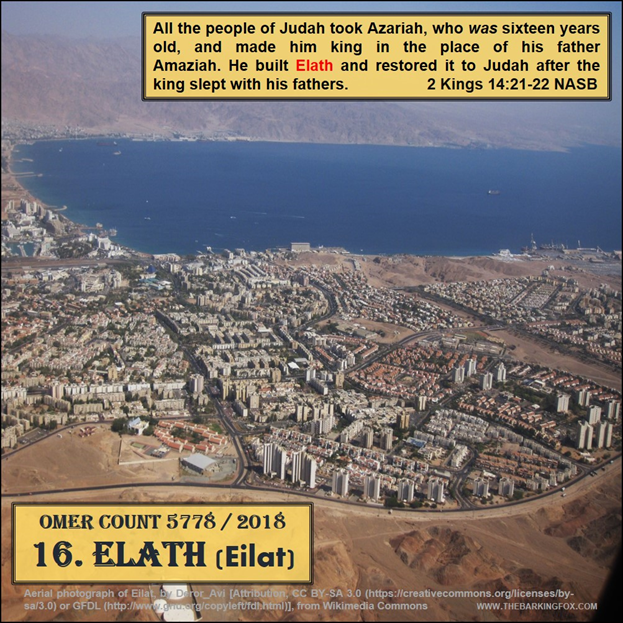 All the people of Judah took Azariah, who was sixteen years
old, and made him king in the place of his father
Amaziah. He built Elath and restored it to Judah after the
king slept with his fathers. 2 Kings 14:21-22 NASB
OMER COUNT 5778 / 2018
16. ELATH (Eilat)
Aerial photograph of Eilat, by Doron_Avi [Attribution, CC BY-SA 3.0 (https://creativecommons.org/licenses/by-
sa/3.0) or GFDL (http://www.gnu.org/copyleft/fdl.html)], from Wikimedia Commons
WWW.THEBARKINGFOX.COM